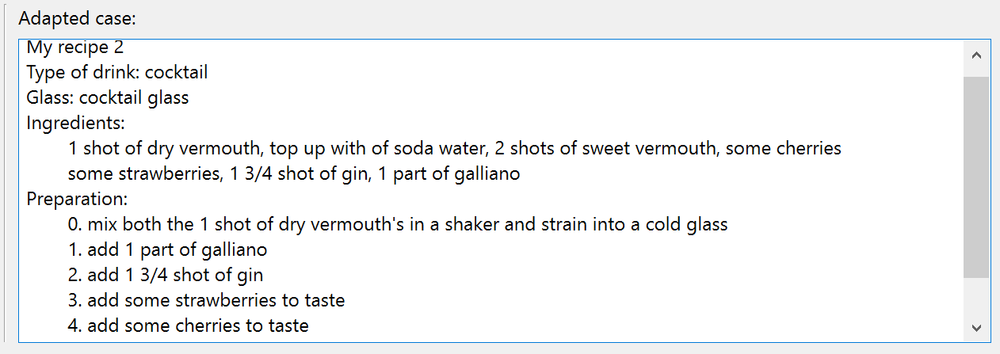 Adapted case:
My recipe 2
Type of drink: cocktail
Glass: cocktail glass
Ingredients:
1 shot of dry vermouth, top up with of soda water, 2 shots of sweet vermouth, some cherries
some strawberries, 1 3/4 shot of gin, 1 part of galliano
Preparation:
0. mix both the 1 shot of dry vermouth's in a shaker and strain into a cold glass
1. add 1 part of galliano
2. add 1 3/4 shot of gin
3. add some strawberries to taste
4. add some cherries to taste